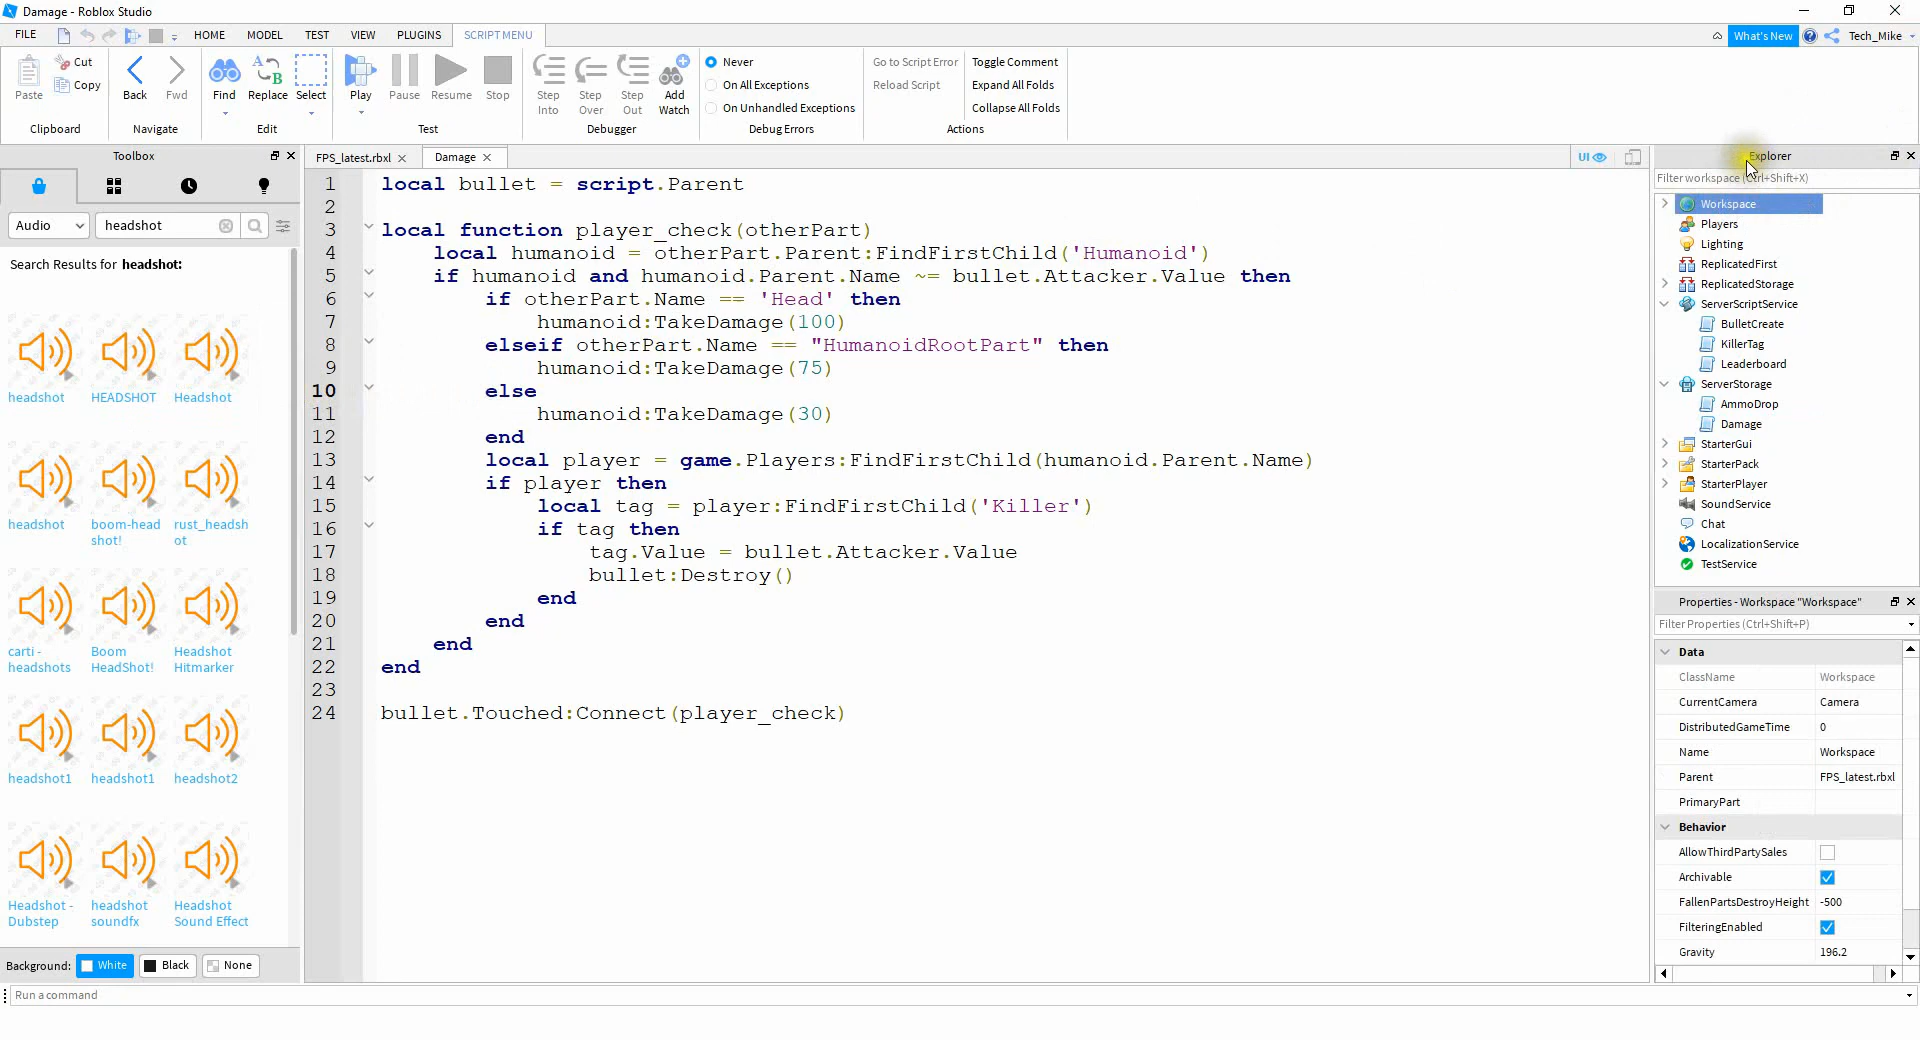 Damage - Roblox Studio
FILE HOME MODEL TEST VIEW PLUGINS SCRIPT MENU What's New Tech_Mike
Paste Cut Copy Clipboard
Back Fwd Navigate
Find Replace Select Edit
Play Pause Resume Stop Test
Step Into Step Over Step Out Add Watch Debugger
Never
On All Exceptions
On Unhandled Exceptions
Debug Errors
Go to Script Error Toggle Comment
Reload Script Expand All Folds
Collapse All Folds
Actions
Toolbox
Audio headshot
Search Results for headshot:
headshot HEADSHOT Headshot
headshot boom-head shot! rust_headsh ot
carti - headshots Boom HeadShot! Headshot Hitmarker
headshot1 headshot1 headshot2
Headshot - Dubstep headshot soundfx Headshot Sound Effect
Background: White Black None
Run a command
FPS_latest.rbxl Damage UI
1 local bullet = script.Parent
2
3 local function player_check(otherPart)
4 local humanoid = otherPart.Parent:FindFirstChild('Humanoid')
5 if humanoid and humanoid.Parent.Name ~= bullet.Attacker.Value then
6 if otherPart.Name == 'Head' then
7 humanoid:TakeDamage(100)
8 elseif otherPart.Name == "HumanoidRootPart" then
9 humanoid:TakeDamage(75)
10 else
11 humanoid:TakeDamage(30)
12 end
13 local player = game.Players:FindFirstChild(humanoid.Parent.Name)
14 if player then
15 local tag = player:FindFirstChild('Killer')
16 if tag then
17 tag.Value = bullet.Attacker.Value
18 bullet:Destroy()
19 end
20 end
21 end
22 end
23
24 bullet.Touched:Connect(player_check)
Explorer
Filter workspace (Ctrl+Shift+X)
Workspace
Players
Lighting
ReplicatedFirst
ReplicatedStorage
ServerScriptService
BulletCreate
KillerTag
Leaderboard
ServerStorage
AmmoDrop
Damage
StarterGui
StarterPack
StarterPlayer
SoundService
Chat
LocalizationService
TestService
Properties - Workspace "Workspace"
Filter Properties (Ctrl+Shift+P)
Data
ClassName Workspace
CurrentCamera Camera
DistributedGameTime 0
Name Workspace
Parent FPS_latest.rbxl
PrimaryPart
Behavior
AllowThirdPartySales
Archivable
FallenPartsDestroyHeight -500
FilteringEnabled
Gravity 196.2